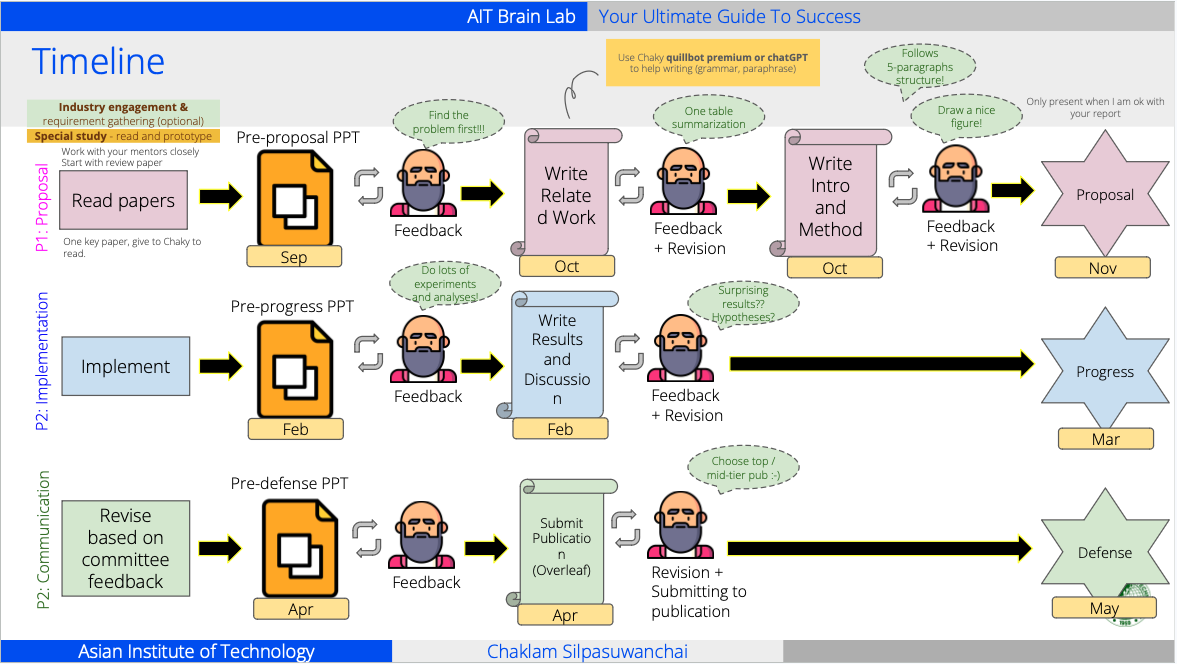 AIT Brain Lab
Your Ultimate Guide To Success
Timeline
Use Chaky quillbot premium or chatGPT
to help writing (grammar, paraphrase)
Follows
5-paragraphs
structure!
Industry engagement &
requirement gathering (optional)
Special study - read and prototype
Only present when I am ok with
your report
P1: Proposal
Work with your mentors closely
Start with review paper
Read papers
One key paper, give to Chaky to
read.
Pre-proposal PPT
Sep
Find the
problem first!!!
Feedback
Write
Relate
d Work
Oct
One table
summarization
Feedback
+ Revision
Write
Intro
and
Method
Oct
Draw a nice
figure!
Feedback
+ Revision
Proposal
Nov
P2: Implementation
Implement
Pre-progress PPT
Feb
Do lots of
experiments
and analyses!
Feedback
Write
Results
and
Discussio
n
Feb
Surprising
results??
Hypotheses?
Feedback
+ Revision
Progress
Mar
P2: Communication
Revise
based on
committee
feedback
Pre-defense PPT
Apr
Feedback
Submit
Publicatio
n
(Overleaf)
Apr
Choose top /
mid-tier pub :-)
Revision +
Submitting to
publication
Defense
May
Asian Institute of Technology
Chaklam Silpasuwanchai